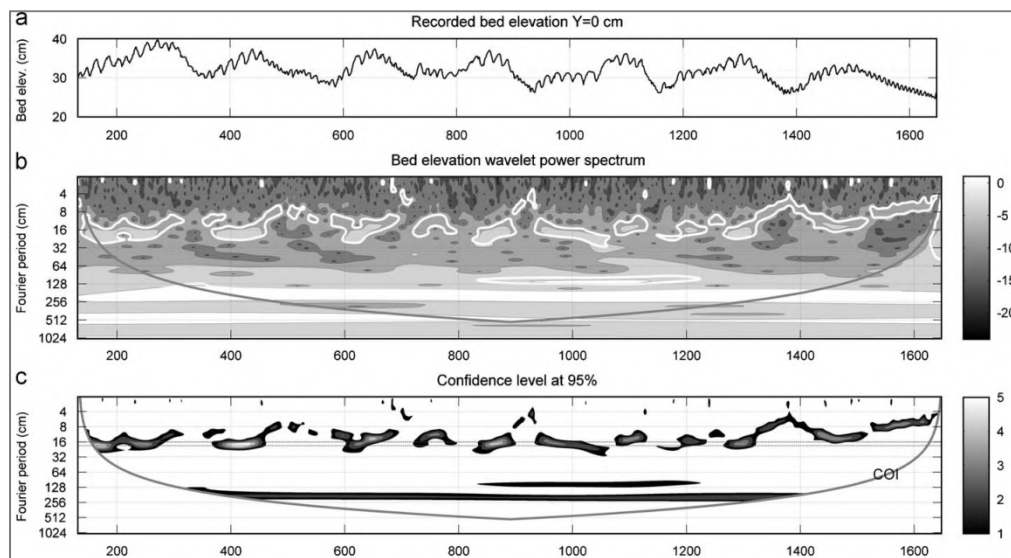 a
Recorded bed elevation Y=0 cm
Bed elev. (cm)
40
30
20
200 400 600 800 1000 1200 1400 1600
b
Bed elevation wavelet power spectrum
Fourier period (cm)
4
8
16
32
64
128
256
512
1024
200 400 600 800 1000 1200 1400 1600
0
-5
-10
-15
-20
c
Confidence level at 95%
Fourier period (cm)
4
8
16
32
64
128
256
512
1024
COI
200 400 600 800 1000 1200 1400 1600
5
4
3
2
1